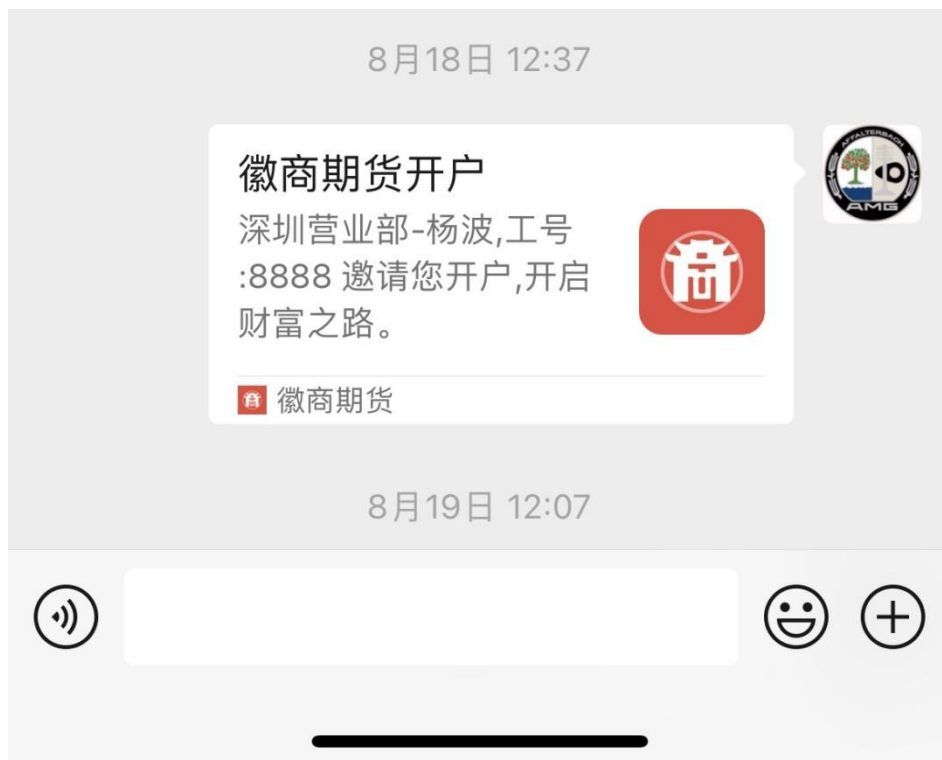 8月18日 12:37
徽商期货开户
深圳营业部-杨波,工号
:8888 邀请您开户,开启
财富之路。
徽商期货
8月19日 12:07
AFFALTERBACH
AMG